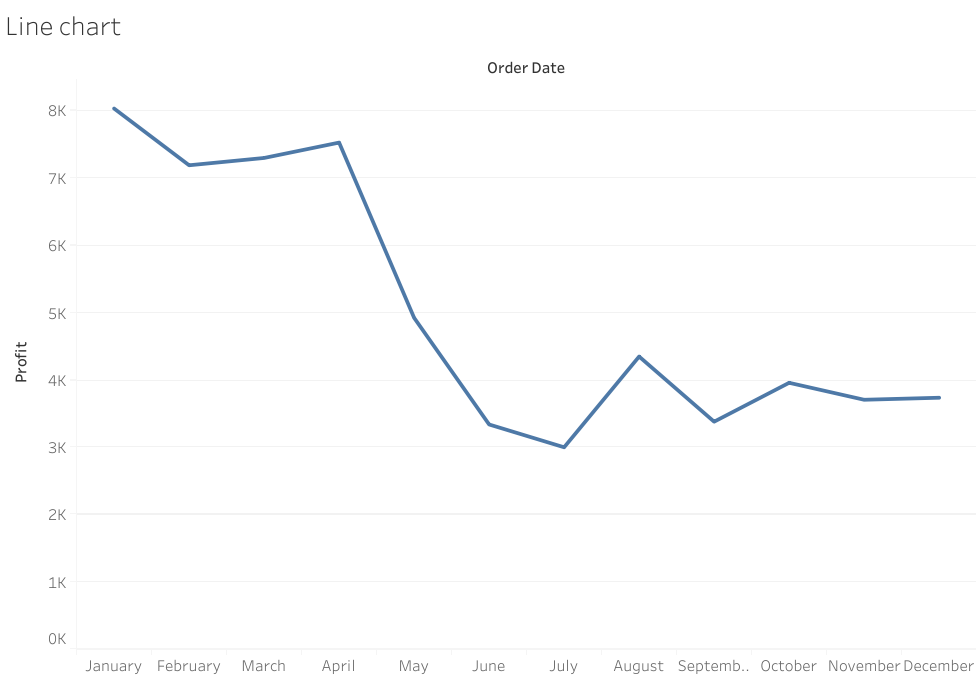 Line chart
Order Date
8K
7K
6K
5K
4K
3K
2K
1K
0K
Profit
January February March April May June July August Septemb.. October November December